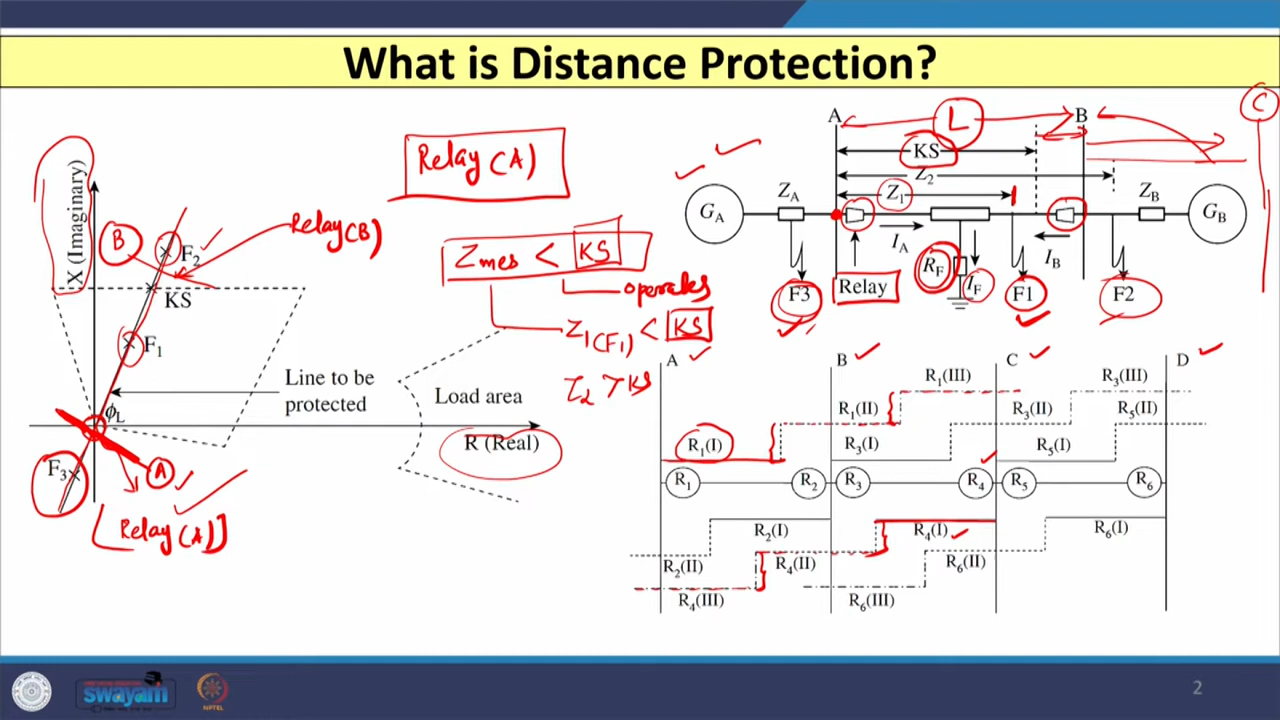 What is Distance Protection?
X (Imaginary)
B
F2
Relay(B)
KS
F1
Line to be
protected
ϕL
Load area
R (Real)
F3
A
[Relay(A)]
Relay (A)
Zmes < KS
operates
Z1(F1) < KS
Z2 > KS
A
L
B
C
KS
Z2
Z1
GA
ZA
IA
RF
IF
IB
ZB
GB
F3
Relay
F1
F2
A
B
C
D
R1(III)
R3(III)
R1(II)
R3(II)
R5(II)
R1(I)
R3(I)
R5(I)
R1
R2
R3
R4
R5
R6
R2(I)
R4(I)
R6(I)
R2(II)
R4(II)
R6(II)
R4(III)
R6(III)
swayam
NPTEL
2